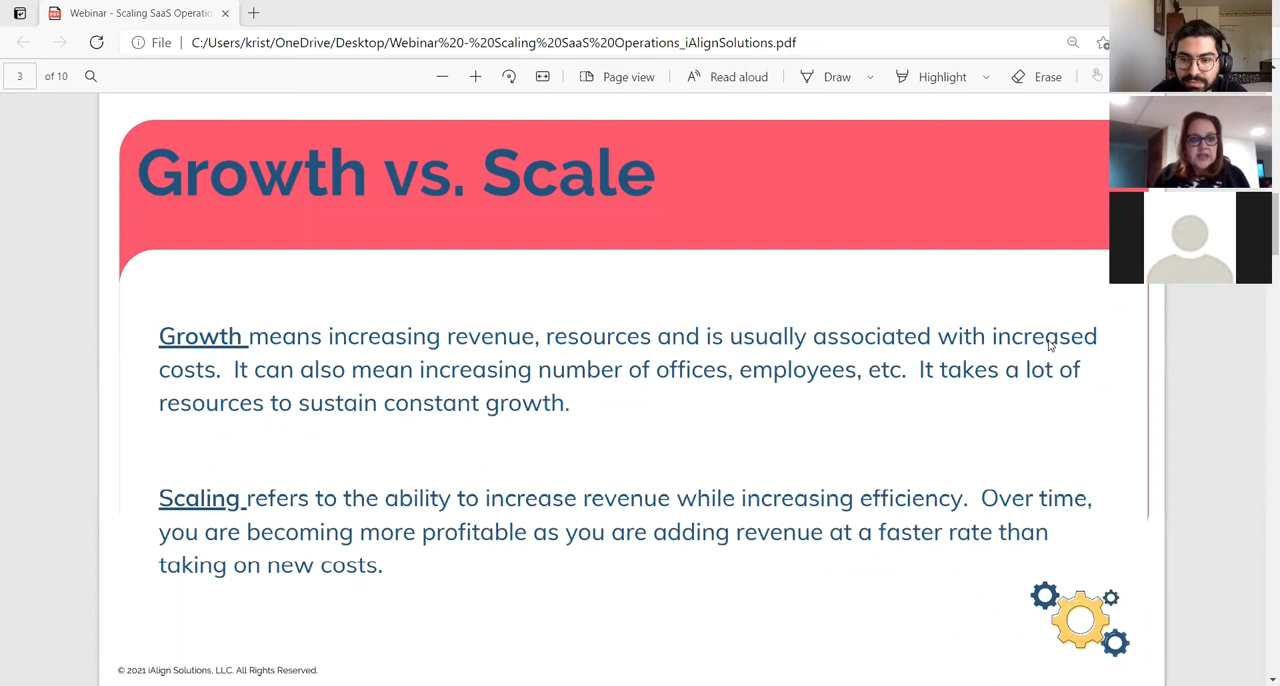 Webinar - Scaling SaaS Operatio
File
C:/Users/krist/OneDrive/Desktop/Webinar%20-%20Scaling%20SaaS%20Operations_iAlignSolutions.pdf
3 of 10
Page view
Read aloud
Draw
Highlight
Erase
Growth vs. Scale
Growth means increasing revenue, resources and is usually associated with increased
costs. It can also mean increasing number of offices, employees, etc. It takes a lot of
resources to sustain constant growth.
Scaling refers to the ability to increase revenue while increasing efficiency. Over time,
you are becoming more profitable as you are adding revenue at a faster rate than
taking on new costs.
© 2021 iAlign Solutions, LLC. All Rights Reserved.